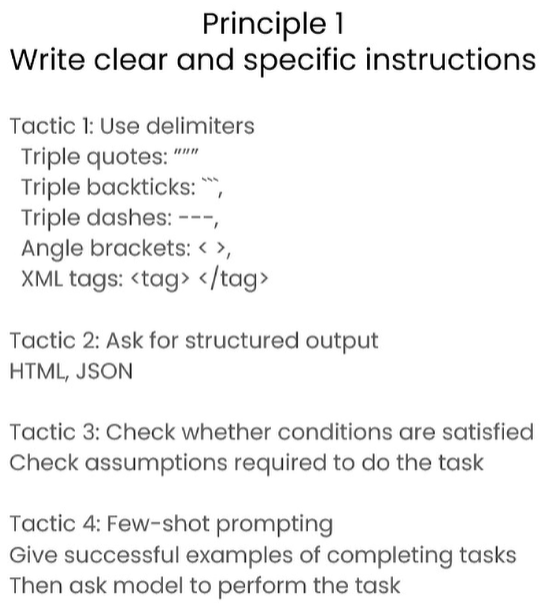 Principle 1
Write clear and specific instructions
Tactic 1: Use delimiters
Triple quotes: """
Triple backticks: ```,
Triple dashes: ---,
Angle brackets: < >,
XML tags: <tag> </tag>
Tactic 2: Ask for structured output
HTML, JSON
Tactic 3: Check whether conditions are satisfied
Check assumptions required to do the task
Tactic 4: Few-shot prompting
Give successful examples of completing tasks
Then ask model to perform the task